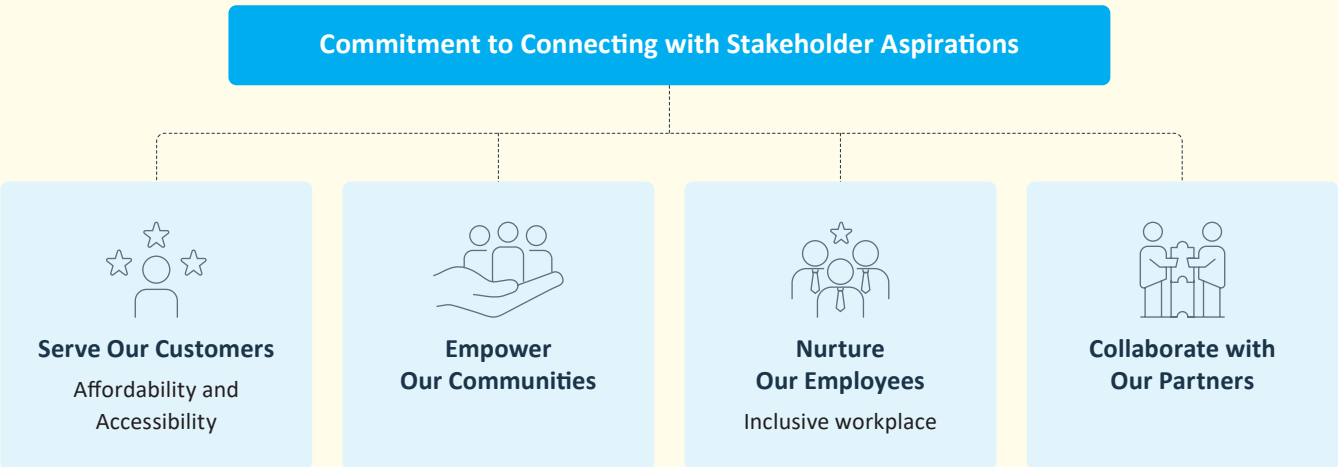 Commitment to Connecting with Stakeholder Aspirations
Serve Our Customers
Affordability and
Accessibility
Empower
Our Communities
Nurture
Our Employees
Inclusive workplace
Collaborate with
Our Partners